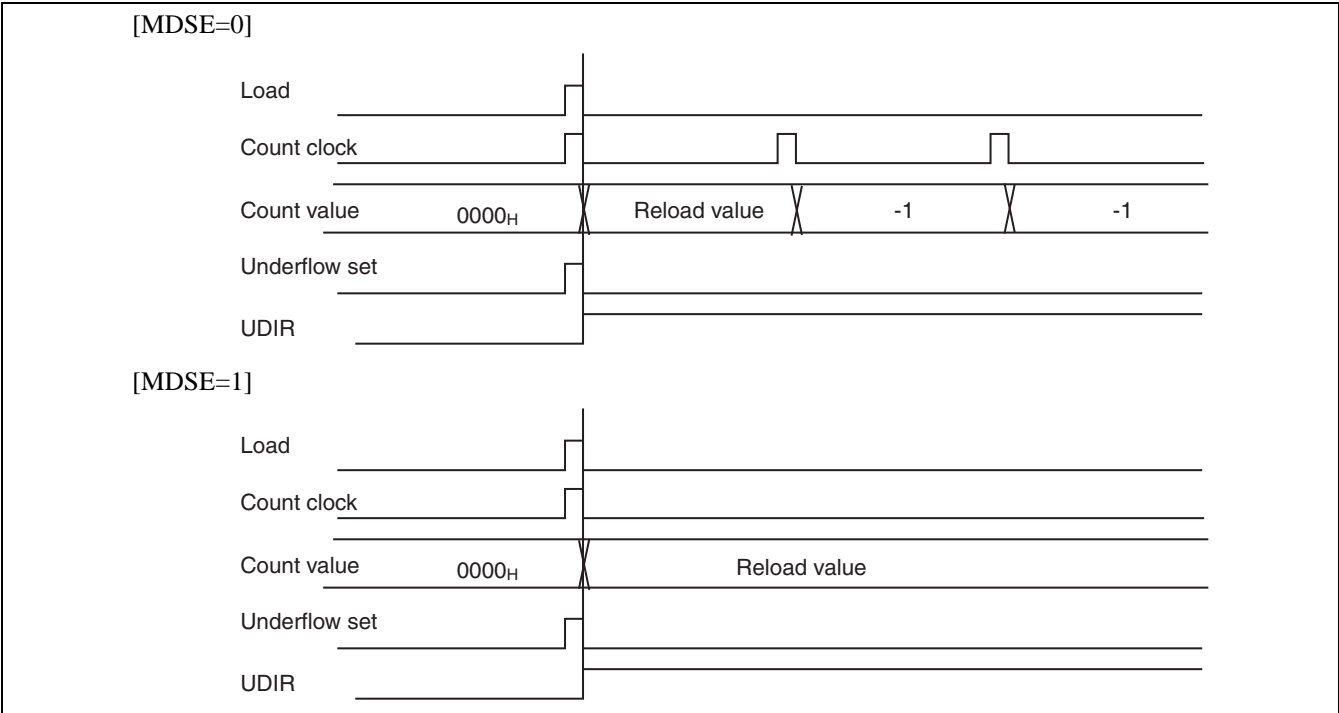 [MDSE=0]
Load
Count clock
Count value 0000H Reload value -1 -1
Underflow set
UDIR
[MDSE=1]
Load
Count clock
Count value 0000H Reload value
Underflow set
UDIR